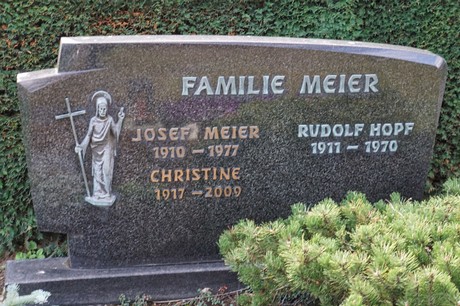 FAMILIE MEIER
JOSEF MEIER
1910 - 1977
CHRISTINE
1917 - 2009
RUDOLF HOPF
1911 - 1970